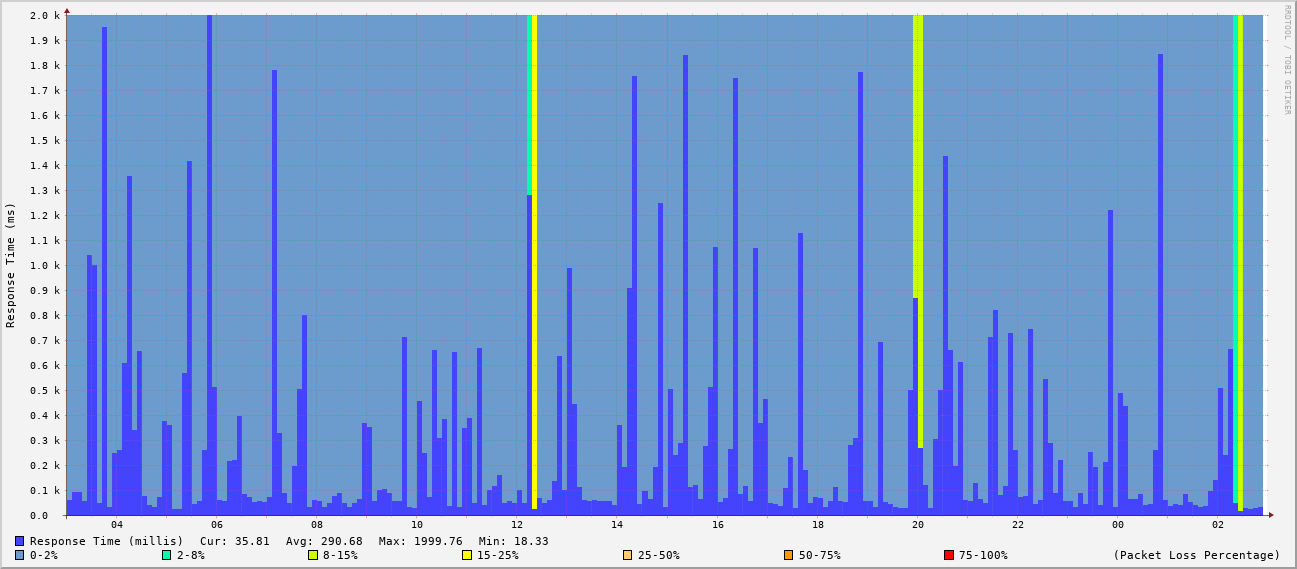 RRDTOOL / TOBI OETIKER
Response Time (ms)
2.0 k
1.9 k
1.8 k
1.7 k
1.6 k
1.5 k
1.4 k
1.3 k
1.2 k
1.1 k
1.0 k
0.9 k
0.8 k
0.7 k
0.6 k
0.5 k
0.4 k
0.3 k
0.2 k
0.1 k
0.0
04 06 08 10 12 14 16 18 20 22 00 02
Response Time (millis) Cur: 35.81 Avg: 290.68 Max: 1999.76 Min: 18.33
0-2% 2-8% 8-15% 15-25% 25-50% 50-75% 75-100% (Packet Loss Percentage)